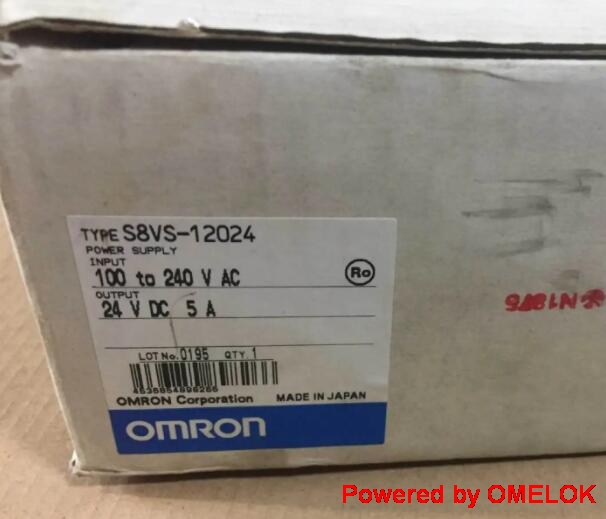 TYPE S8VS-12024
POWER SUPPLY
INPUT
100 to 240 V AC
Ro
OUTPUT
24 V DC 5 A
LOT No. 0195 QTY. 1
OMRON Corporation MADE IN JAPAN
OMRON
Powered by OMELOK